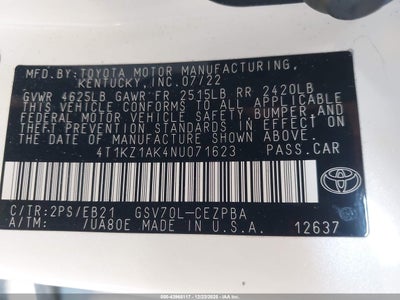 MFD.BY:TOYOTA MOTOR MANUFACTURING,
KENTUCKY, INC.07/22
GVWR 4625LB GAWR FR 2515LB RR 2420LB
THIS VEHICLE CONFORMS TO ALL APPLICABLE
FEDERAL MOTOR VEHICLE SAFETY, BUMPER, AND
THEFT PREVENTION STANDARDS IN EFFECT ON
THE DATE OF MANUFACTURE SHOWN ABOVE.
4T1KZ1AK4NU071623 PASS.CAR
C/TR:2PS/EB21 GSV70L-CEZPBA
A/TM: /UA80E MADE IN U.S.A. 12637
TOYOTA